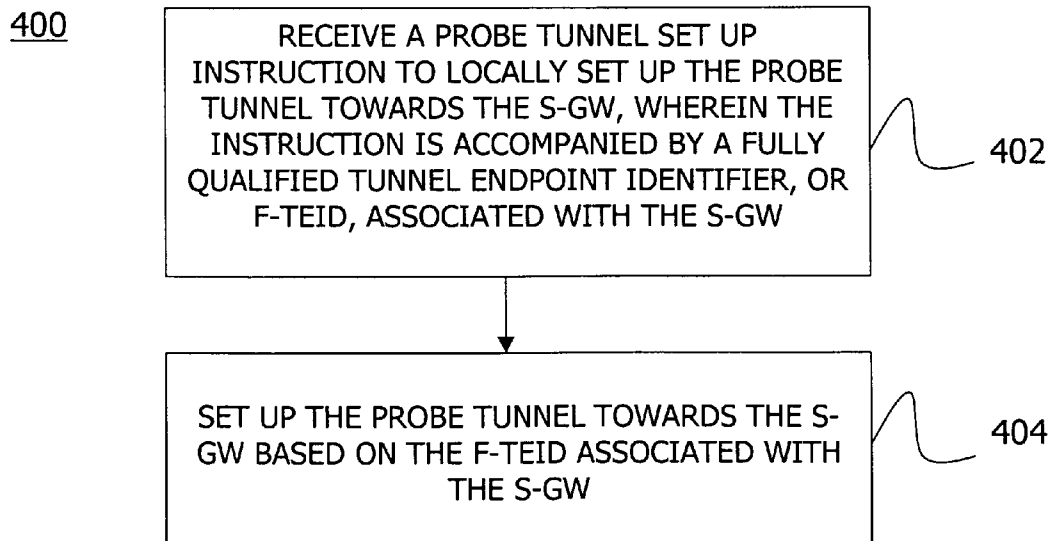 400
RECEIVE A PROBE TUNNEL SET UP
INSTRUCTION TO LOCALLY SET UP THE PROBE
TUNNEL TOWARDS THE S-GW, WHEREIN THE
INSTRUCTION IS ACCOMPANIED BY A FULLY
QUALIFIED TUNNEL ENDPOINT IDENTIFIER, OR
F-TEID, ASSOCIATED WITH THE S-GW
402
SET UP THE PROBE TUNNEL TOWARDS THE S-
GW BASED ON THE F-TEID ASSOCIATED WITH
THE S-GW
404